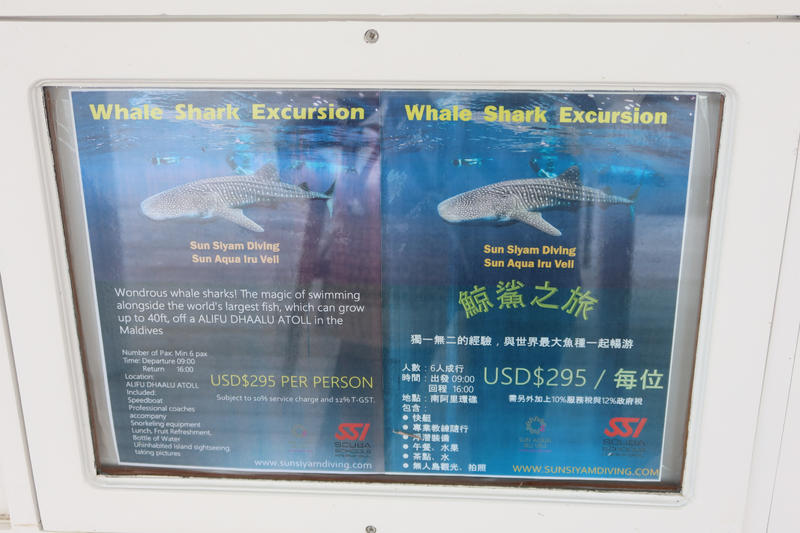 Whale Shark Excursion
Sun Siyam Diving
Sun Aqua Iru Veli
Wondrous whale sharks! The magic of swimming
alongside the world's largest fish, which can grow
up to 40ft, off a ALIFU DHAALU ATOLL in the
Maldives
Number of Pax: Min 6 pax
Time: Departure 09:00
Return 16:00
Location:
ALIFU DHAALU ATOLL
Included:
Speedboat
Professional coaches
accompany
Snorkeling equipment
Lunch, Fruit Refreshment,
Bottle of Water
Uninhabited Island sightseeing,
taking pictures
USD$295 PER PERSON
Subject to 10% service charge and 12% T-GST.
SSI
SCUBA
SCHOOLS
www.sunsiyamdiving.com
Whale Shark Excursion
Sun Siyam Diving
Sun Aqua Iru Veli
鯨鯊之旅
獨一無二的經驗，與世界最大魚種一起暢游
人數：6人成行
時間：出發 09:00
回程 16:00
地點：南阿里環礁
包含：
• 快艇
• 專業教練隨行
• 浮潛裝備
• 午餐、水果
• 茶點、水
• 無人島觀光、拍照
USD$295 / 每位
需另外加上10%服務稅與12%政府稅
SUN AQUA
SSI
SCUBA
SCHOOLS
WWW.SUNSIYAMDIVING.COM